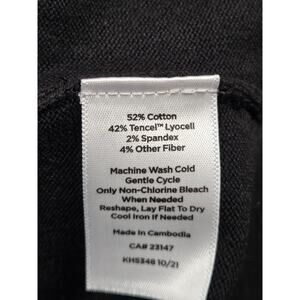 52% Cotton
42% Tencel™ Lyocell
2% Spandex
4% Other Fiber
Machine Wash Cold
Gentle Cycle
Only Non-Chlorine Bleach
When Needed
Reshape, Lay Flat To Dry
Cool Iron If Needed
Made In Cambodia
CA# 23147
KH5348 10/21